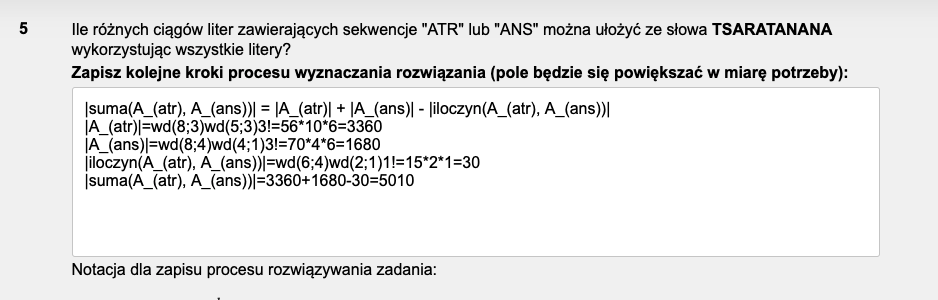 5 Ile różnych ciągów liter zawierających sekwencje "ATR" lub "ANS" można ułożyć ze słowa TSARATANANA
wykorzystując wszystkie litery?
Zapisz kolejne kroki procesu wyznaczania rozwiązania (pole będzie się powiększać w miarę potrzeby):
|suma(A_(atr), A_(ans))| = |A_(atr)| + |A_(ans)| - |iloczyn(A_(atr), A_(ans))|
|A_(atr)|=wd(8;3)wd(5;3)3!=56*10*6=3360
|A_(ans)|=wd(8;4)wd(4;1)3!=70*4*6=1680
|iloczyn(A_(atr), A_(ans))|=wd(6;4)wd(2;1)1!=15*2*1=30
|suma(A_(atr), A_(ans))|=3360+1680-30=5010
Notacja dla zapisu procesu rozwiązywania zadania: